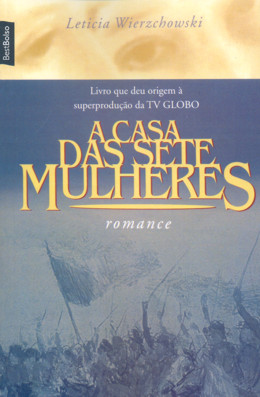 Leticia Wierzchowski
BestBolso
Livro que deu origem à
superprodução da TV GLOBO
A CASA
DAS SETE
MULHERES
romance